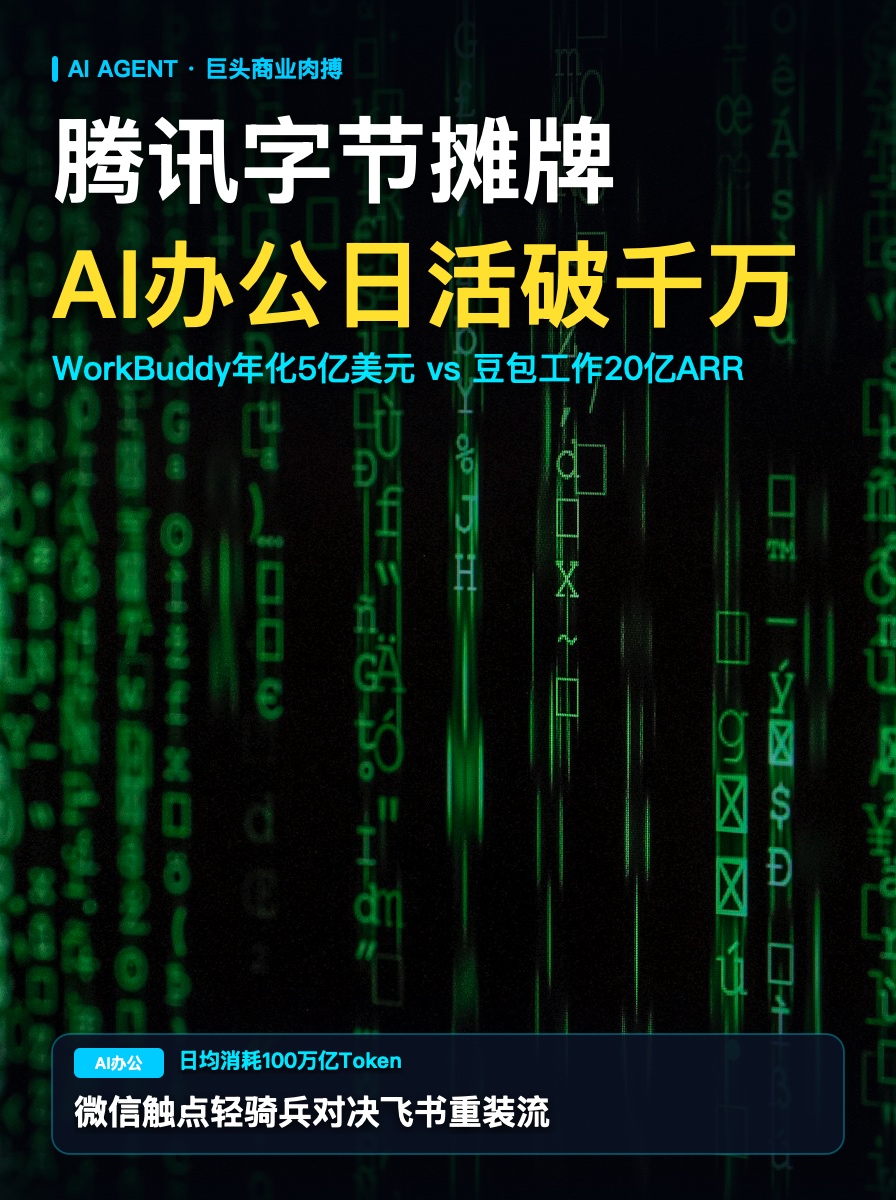 AI AGENT · 巨头商业肉搏
腾讯字节摊牌
AI办公日活破千万
WorkBuddy年化5亿美元 vs 豆包工作20亿ARR
AI办公 日均消耗100万亿Token
微信触点轻骑兵对决飞书重装流